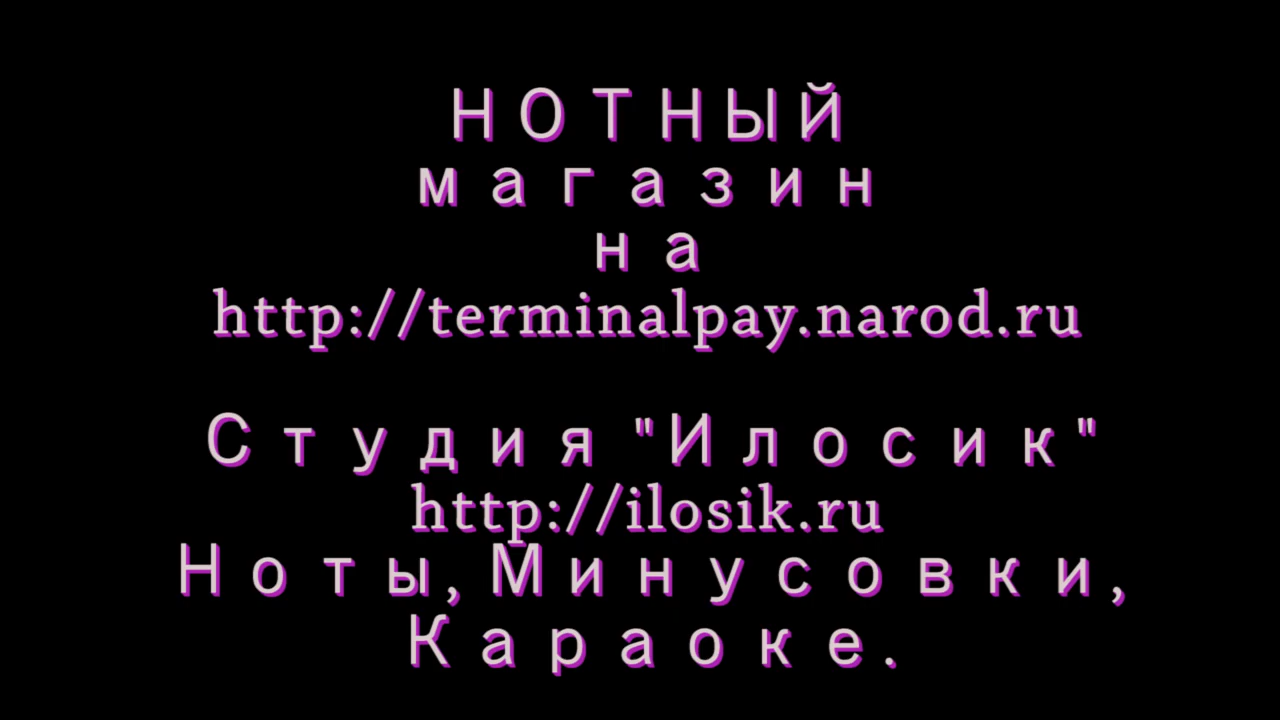 НОТНЫЙ
магазин
на
http://terminalpay.narod.ru
Студия "Илосик"
http://ilosik.ru
Ноты, Минусовки,
Караоке.